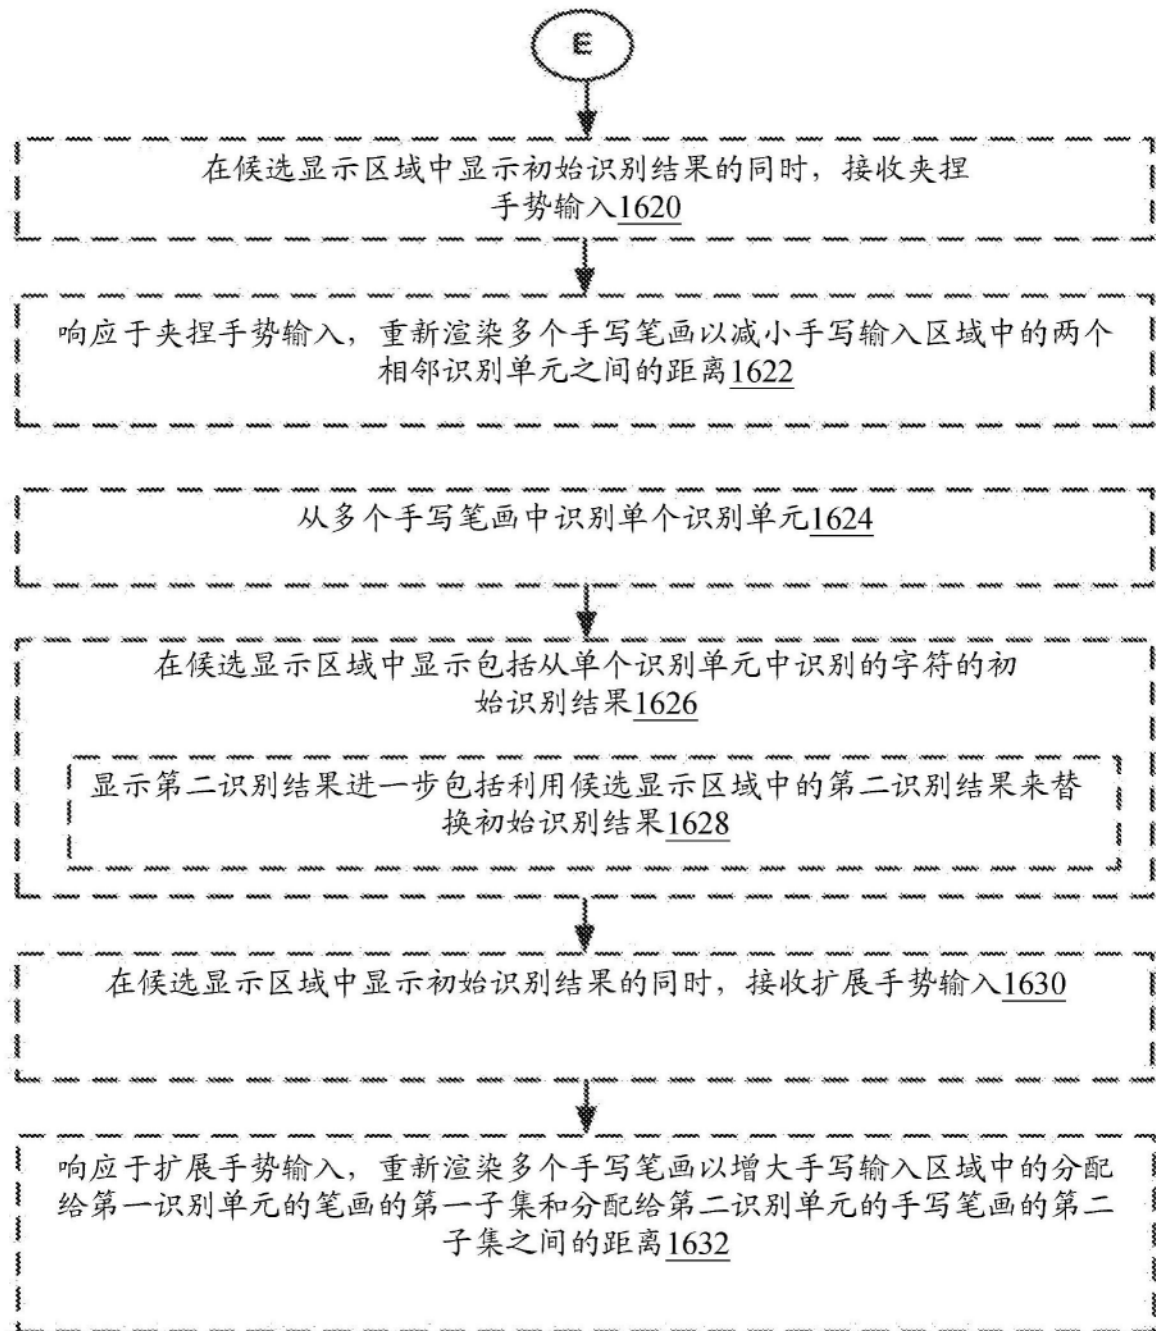 E
在候选显示区域中显示初始识别结果的同时，接收夹捏
手势输入1620
响应于夹捏手势输入，重新渲染多个手写笔画以减小手写输入区域中的两个
相邻识别单元之间的距离1622
从多个手写笔画中识别单个识别单元1624
在候选显示区域中显示包括从单个识别单元中识别的字符的初
始识别结果1626
显示第二识别结果进一步包括利用候选显示区域中的第二识别结果来替
换初始识别结果1628
在候选显示区域中显示初始识别结果的同时，接收扩展手势输入1630
响应于扩展手势输入，重新渲染多个手写笔画以增大手写输入区域中的分配
给第一识别单元的笔画的第一子集和分配给第二识别单元的手写笔画的第二
子集之间的距离1632